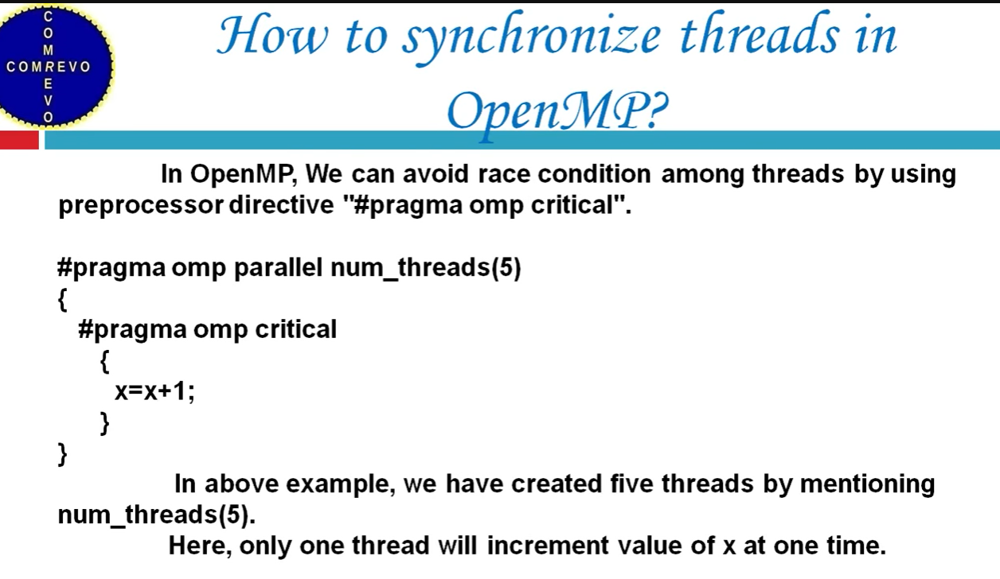 COMREVO
COMREVO
How to synchronize threads in
OpenMP?
In OpenMP, We can avoid race condition among threads by using
preprocessor directive "#pragma omp critical".
#pragma omp parallel num_threads(5)
{
#pragma omp critical
{
x=x+1;
}
}
In above example, we have created five threads by mentioning
num_threads(5).
Here, only one thread will increment value of x at one time.